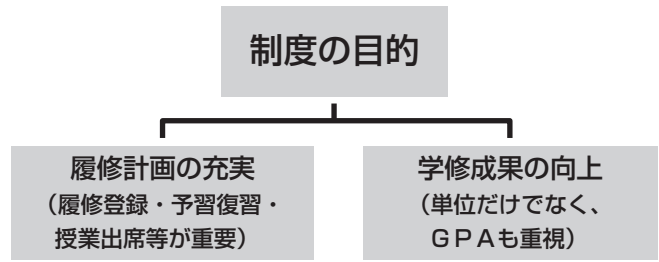 制度の目的
履修計画の充実
(履修登録・予習復習・
授業出席等が重要)
学修成果の向上
(単位だけでなく、
GPAも重視)